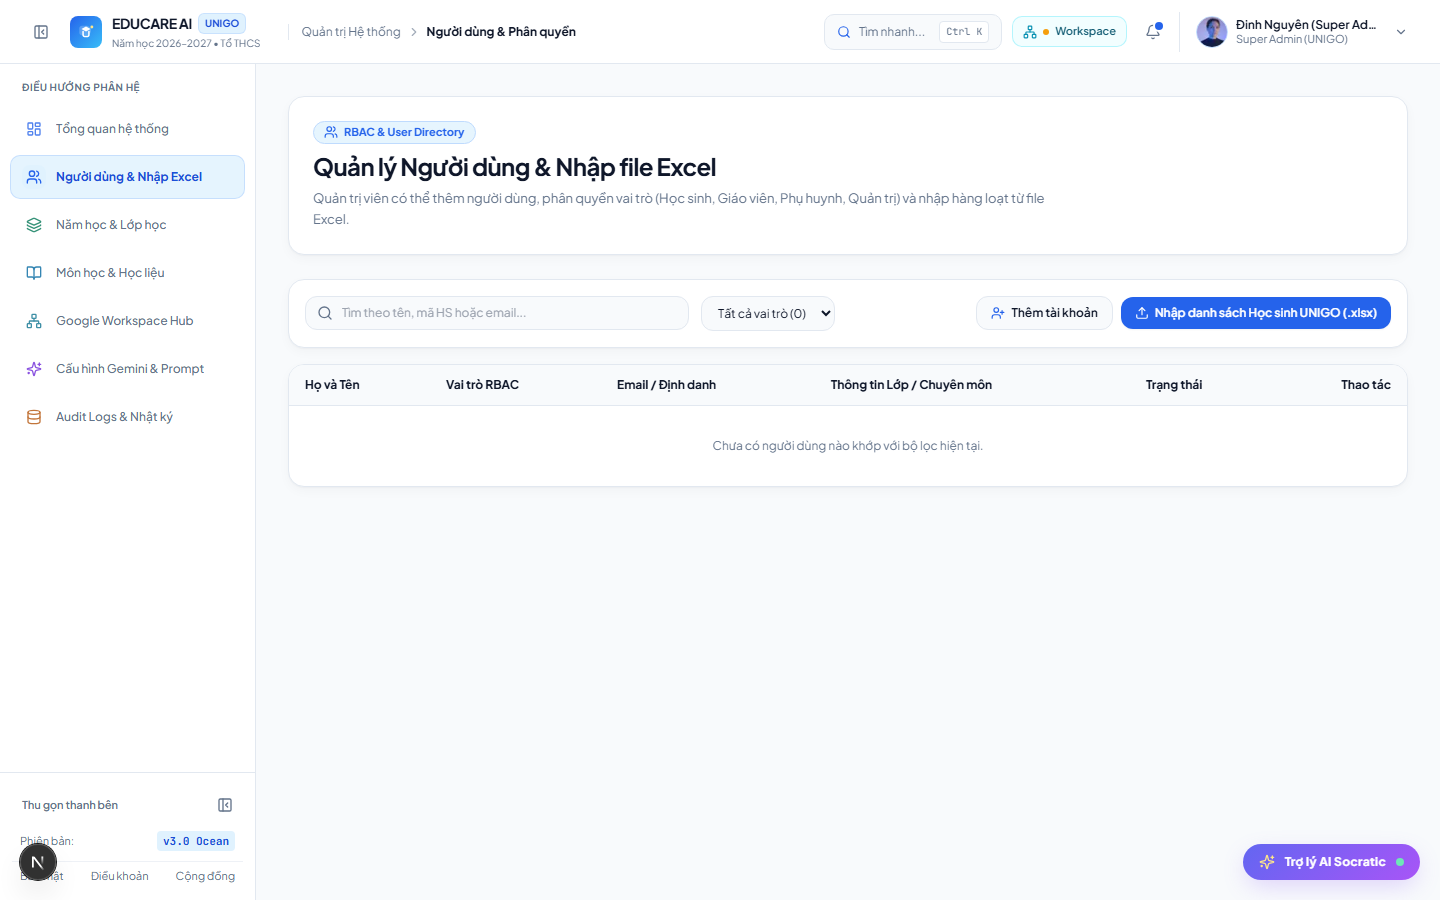 EDUCARE AI UNIGO
Năm học 2026-2027 • Tổ THCS
Quản trị Hệ thống > Người dùng & Phân quyền
Tìm nhanh... Ctrl K
Workspace
Đinh Nguyên (Super Ad...
Super Admin (UNIGO)
ĐIỀU HƯỚNG PHÂN HỆ
Tổng quan hệ thống
Người dùng & Nhập Excel
Năm học & Lớp học
Môn học & Học liệu
Google Workspace Hub
Cấu hình Gemini & Prompt
Audit Logs & Nhật ký
RBAC & User Directory
Quản lý Người dùng & Nhập file Excel
Quản trị viên có thể thêm người dùng, phân quyền vai trò (Học sinh, Giáo viên, Phụ huynh, Quản trị) và nhập hàng loạt từ file
Excel.
Tìm theo tên, mã HS hoặc email...
Tất cả vai trò (0)
Thêm tài khoản
Nhập danh sách Học sinh UNIGO (.xlsx)
Họ và Tên Vai trò RBAC Email / Định danh Thông tin Lớp / Chuyên môn Trạng thái Thao tác
Chưa có người dùng nào khớp với bộ lọc hiện tại.
Thu gọn thanh bên
Phiên bản: v3.0 Ocean
N
Điều khoản Cộng đồng
Trợ lý AI Socratic